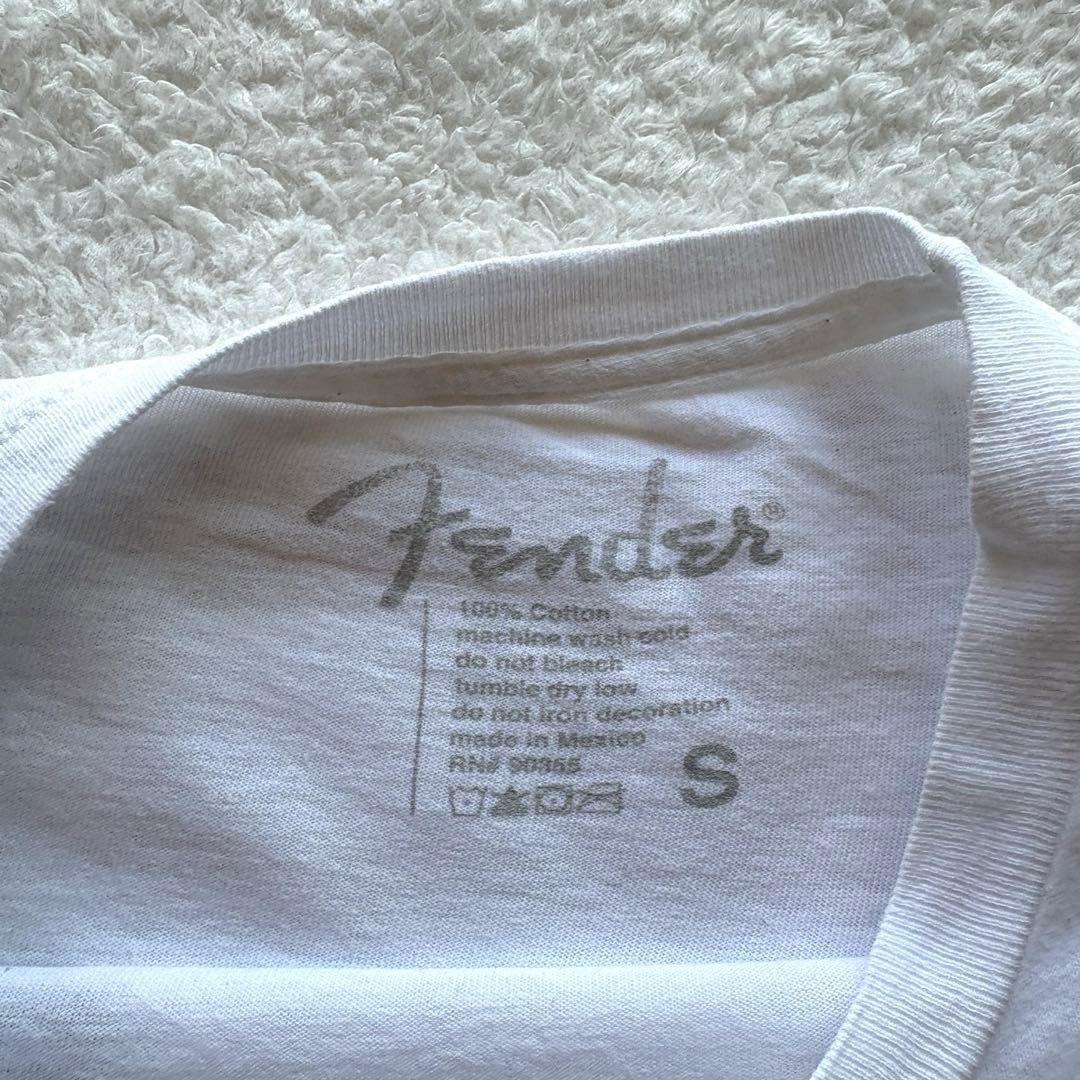 Fender®
100% Cotton
machine wash cold
do not bleach
tumble dry low
do not iron decoration
made in Mexico
RN# 90355
S